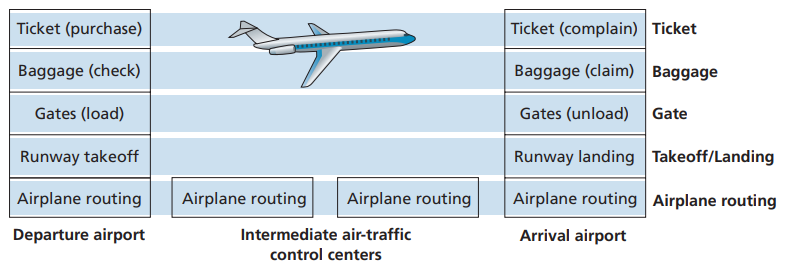 Ticket (purchase)
Ticket (complain)
Ticket
Baggage (check)
Baggage (claim)
Baggage
Gates (load)
Gates (unload)
Gate
Runway takeoff
Runway landing
Takeoff/Landing
Airplane routing
Airplane routing
Airplane routing
Airplane routing
Airplane routing
Departure airport
Intermediate air-traffic
control centers
Arrival airport